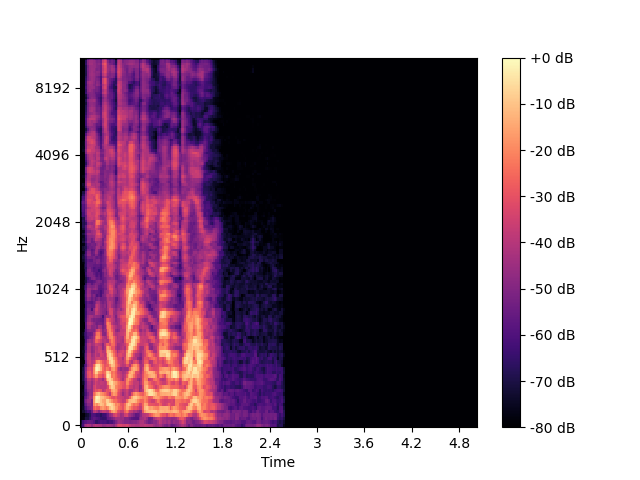 8192
4096
2048
1024
512
0
Hz
0 0.6 1.2 1.8 2.4 3 3.6 4.2 4.8
Time
+0 dB
-10 dB
-20 dB
-30 dB
-40 dB
-50 dB
-60 dB
-70 dB
-80 dB